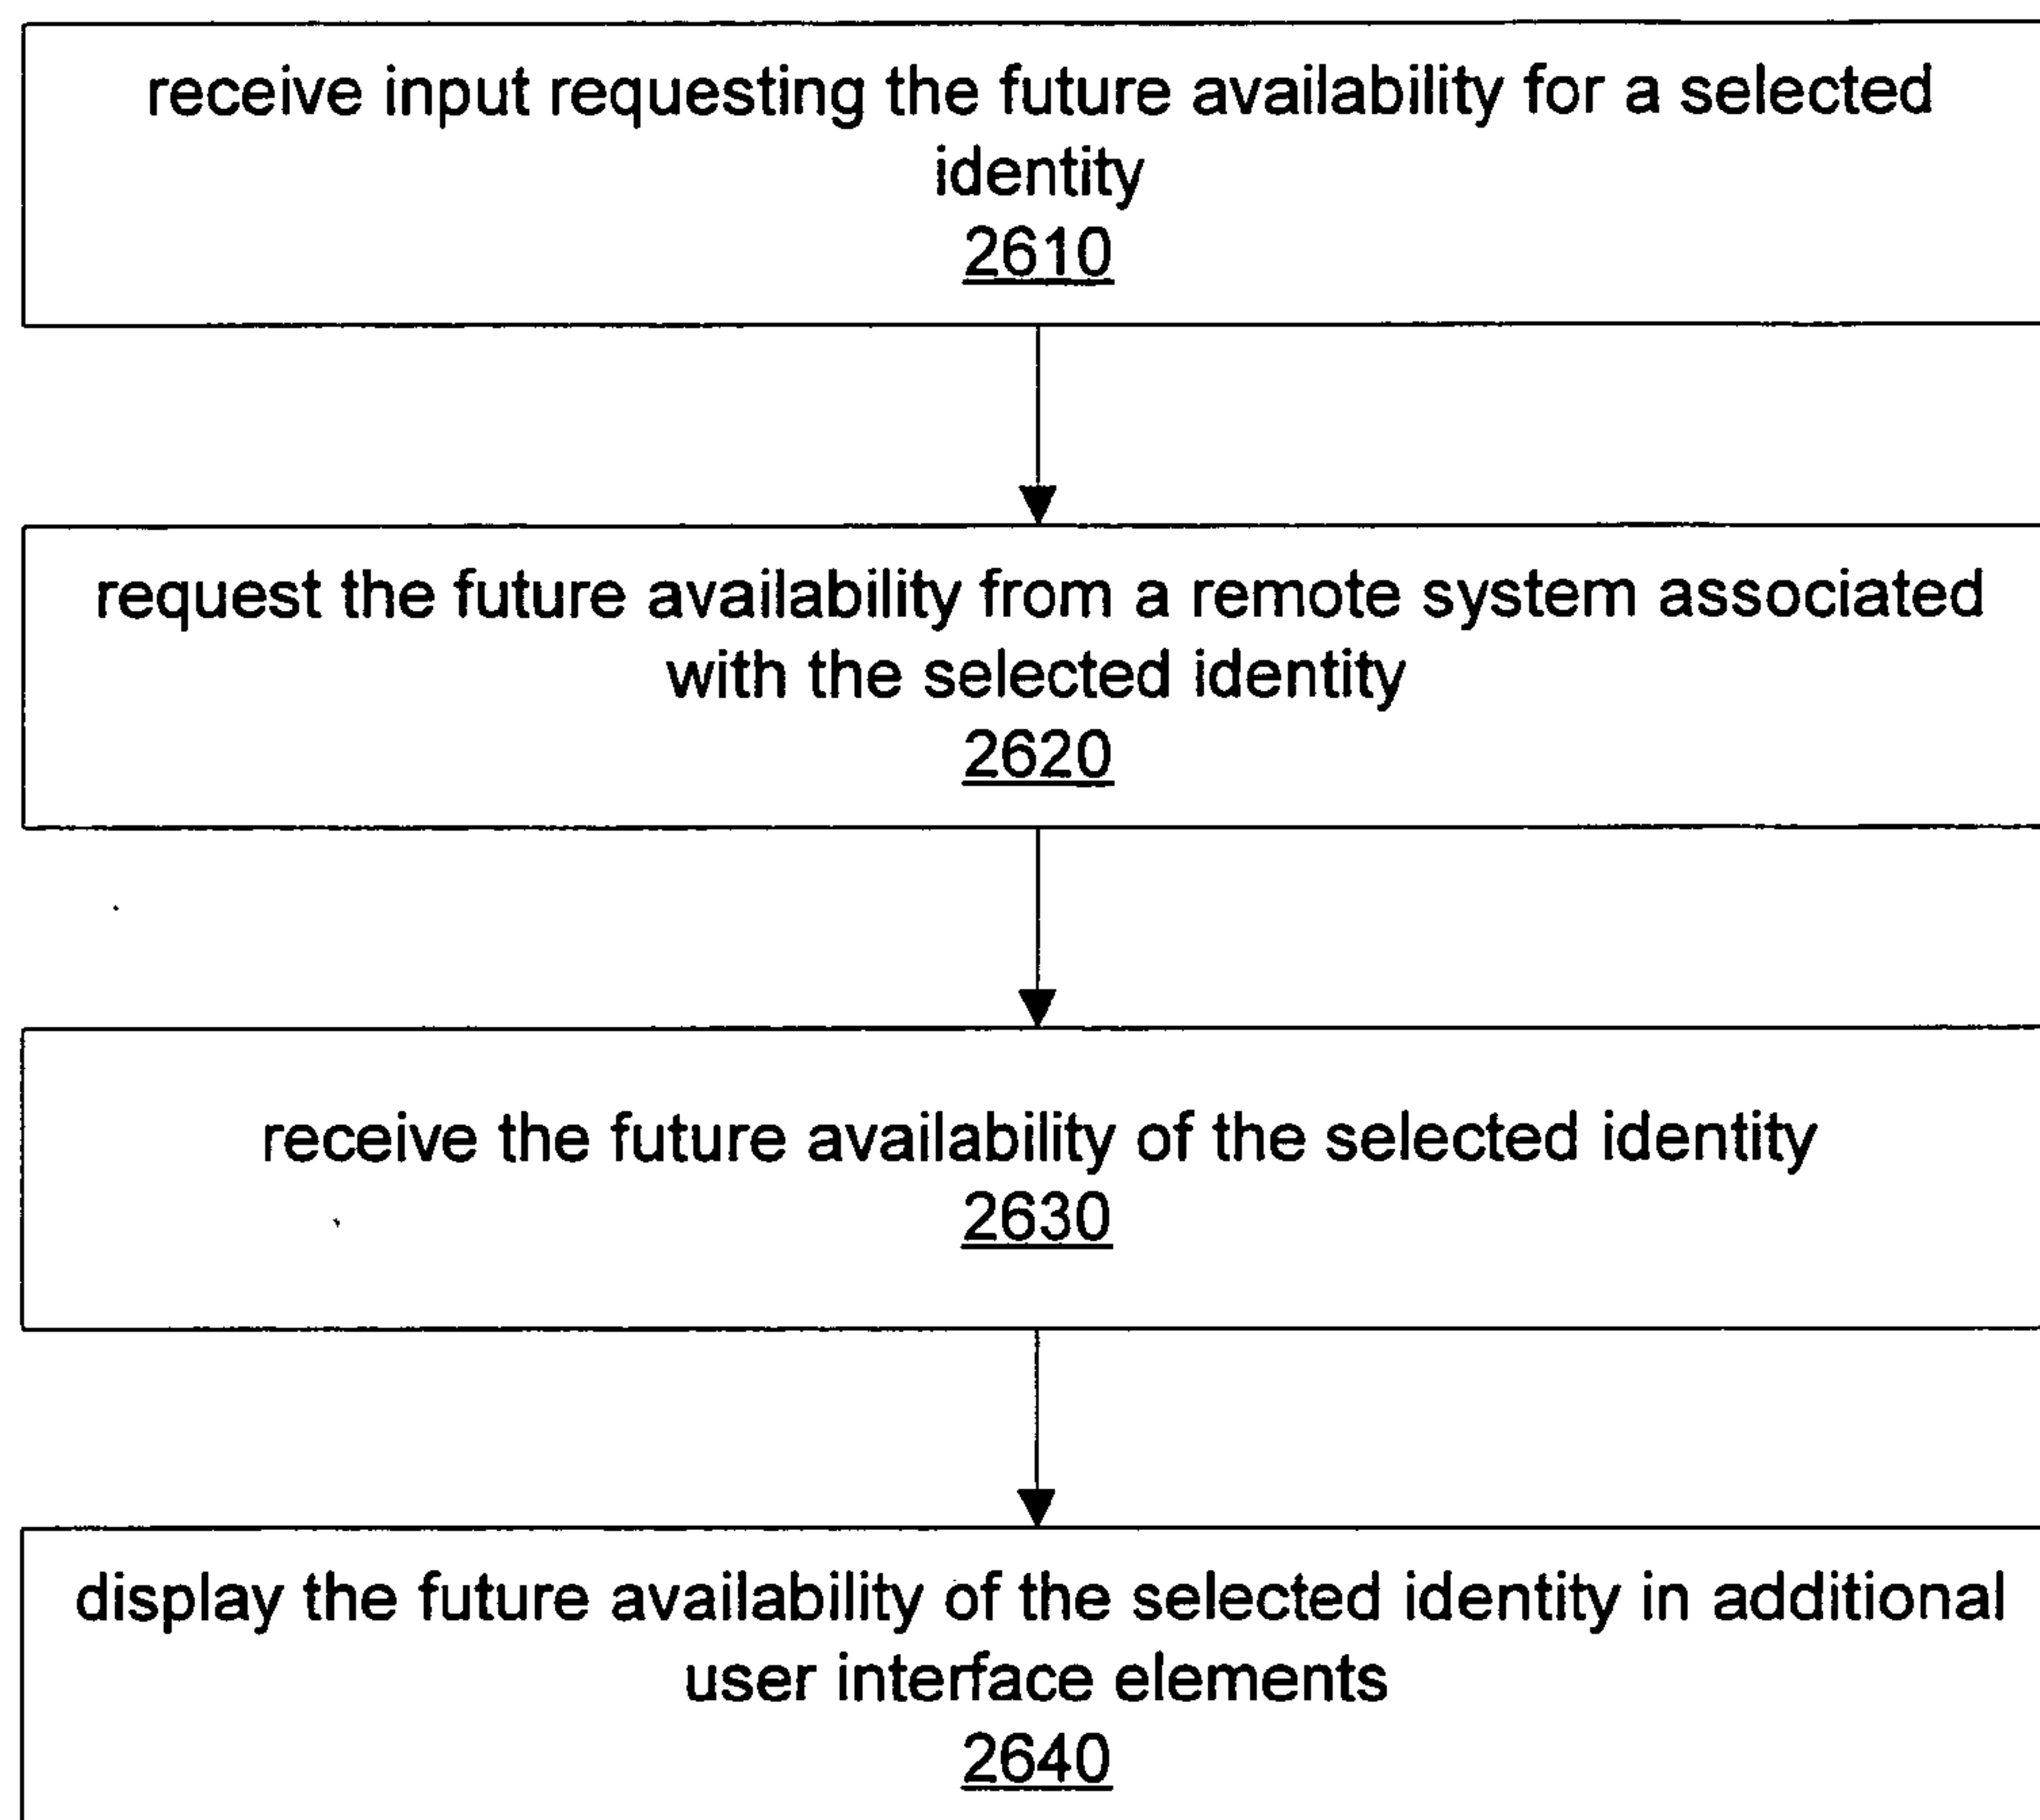 receive input requesting the future availability for a selected
identity
2610
request the future availability from a remote system associated
with the selected identity
2620
receive the future availability of the selected identity
2630
display the future availability of the selected identity in additional
user interface elements
2640